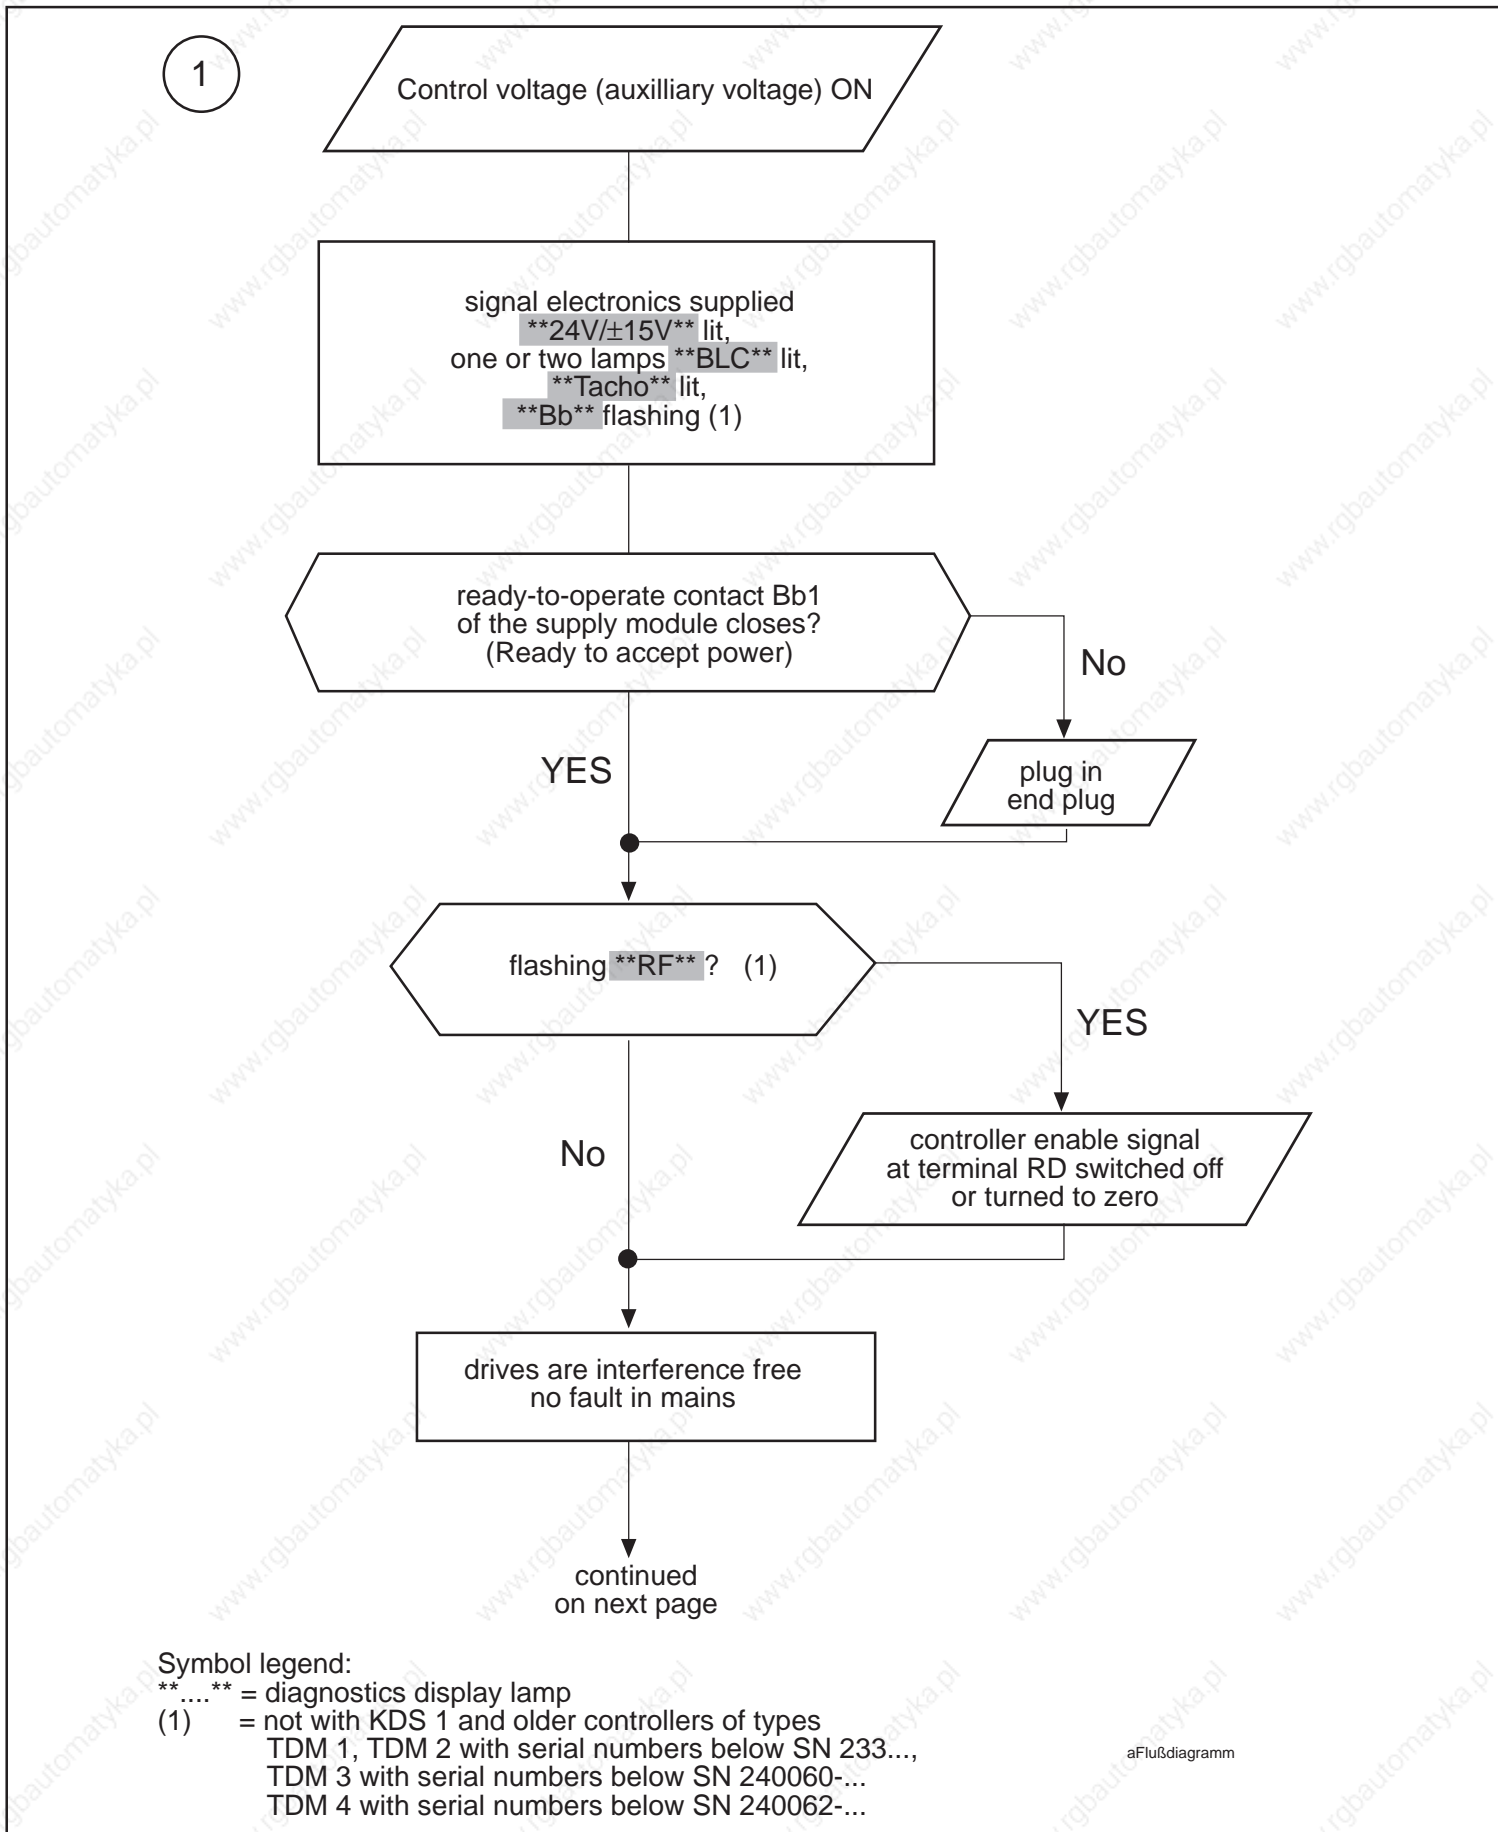 1
Control voltage (auxilliary voltage) ON
signal electronics supplied
**24V/±15V** lit,
one or two lamps **BLC** lit,
**Tacho** lit,
**Bb** flashing (1)
ready-to-operate contact Bb1
of the supply module closes?
(Ready to accept power)
No
YES
plug in
end plug
flashing **RF** ? (1)
YES
No
controller enable signal
at terminal RD switched off
or turned to zero
drives are interference free
no fault in mains
continued
on next page
Symbol legend:
**....** = diagnostics display lamp
(1) = not with KDS 1 and older controllers of types
TDM 1, TDM 2 with serial numbers below SN 233...,
TDM 3 with serial numbers below SN 240060-...
TDM 4 with serial numbers below SN 240062-...
aFlußdiagramm
www.rgbautomatyka.pl